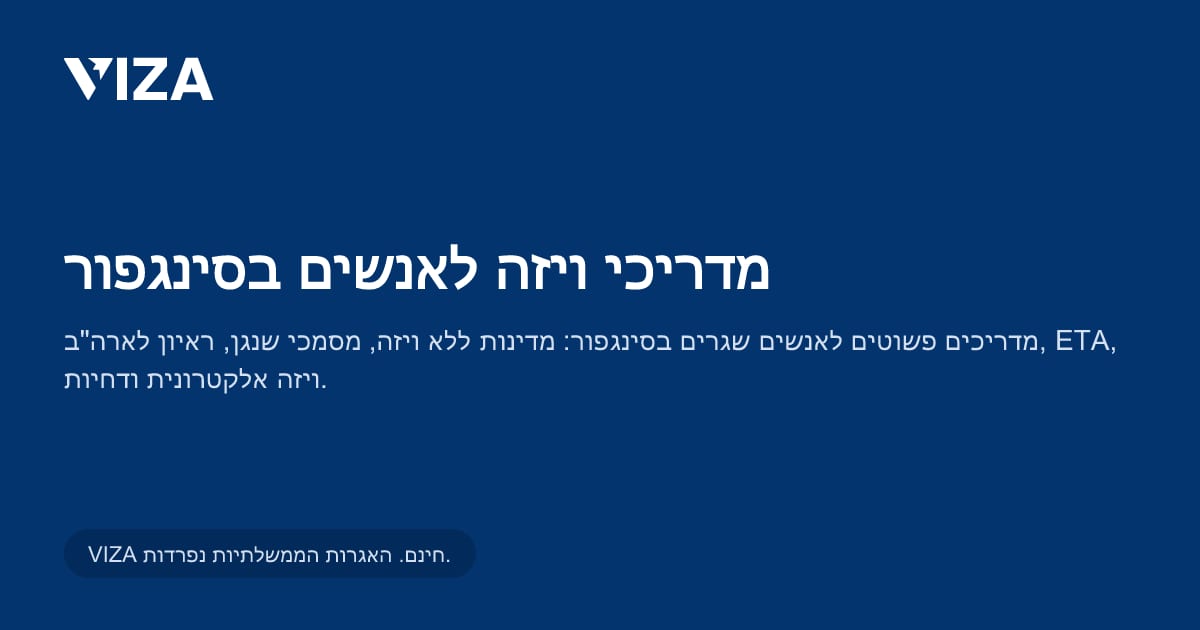 VIZA
מדריכי ויזה לאנשים בסינגפור
מדריכים פשוטים לאנשים שגרים בסינגפור: מדינות ללא ויזה, מסמכי שנגן, ראיון לארה"ב, ETA,
ויזה אלקטרונית ודחיות.
VIZA חינם. האגרות הממשלתיות נפרדות.